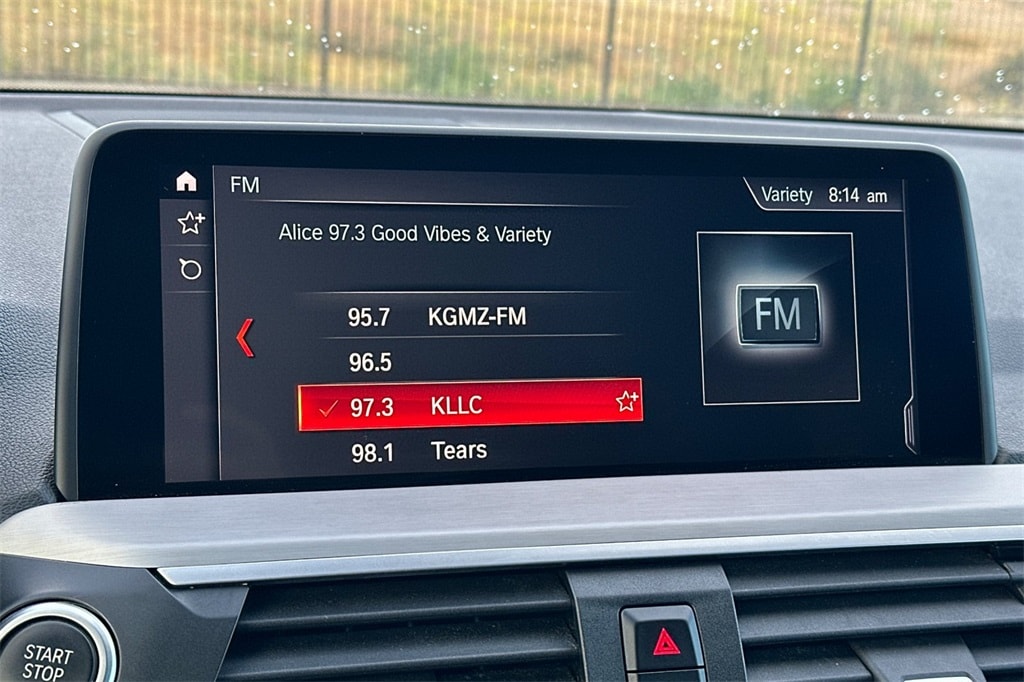 FM
Variety 8:14 am
Alice 97.3 Good Vibes & Variety
FM
95.7 KGMZ-FM
96.5
97.3 KLLC
98.1 Tears
START
STOP